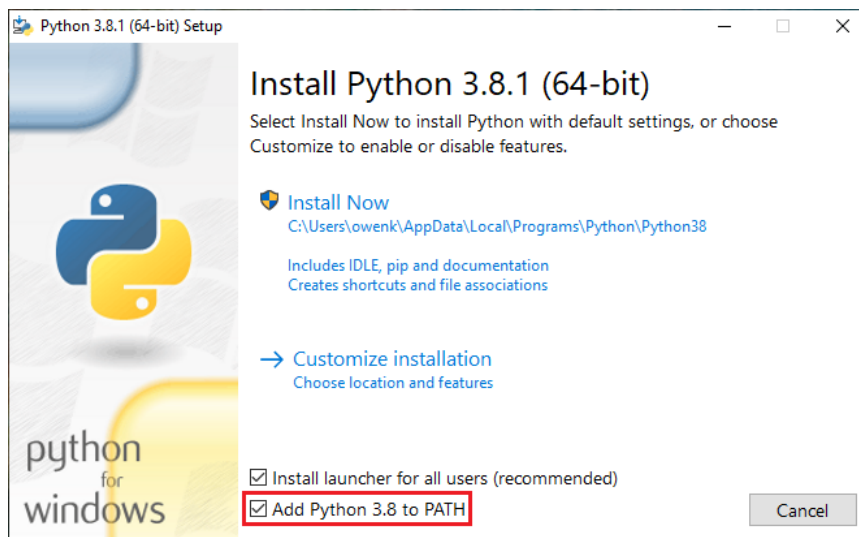 Python 3.8.1 (64-bit) Setup
Install Python 3.8.1 (64-bit)
Select Install Now to install Python with default settings, or choose
Customize to enable or disable features.
Install Now
C:\Users\owenk\AppData\Local\Programs\Python\Python38
Includes IDLE, pip and documentation
Creates shortcuts and file associations
Customize installation
Choose location and features
python
for
windows
Install launcher for all users (recommended)
Add Python 3.8 to PATH
Cancel